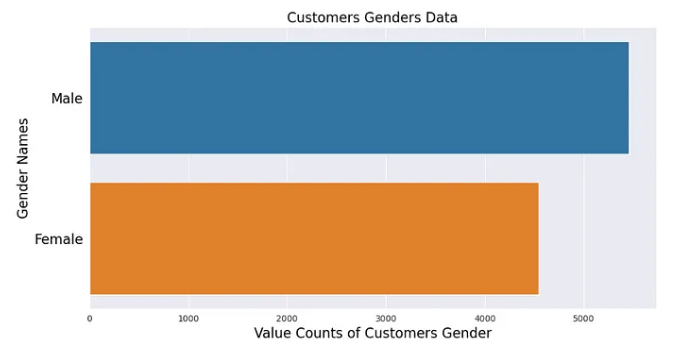 Customers Genders Data
Male
Gender Names
Female
0 1000 2000 3000 4000 5000
Value Counts of Customers Gender